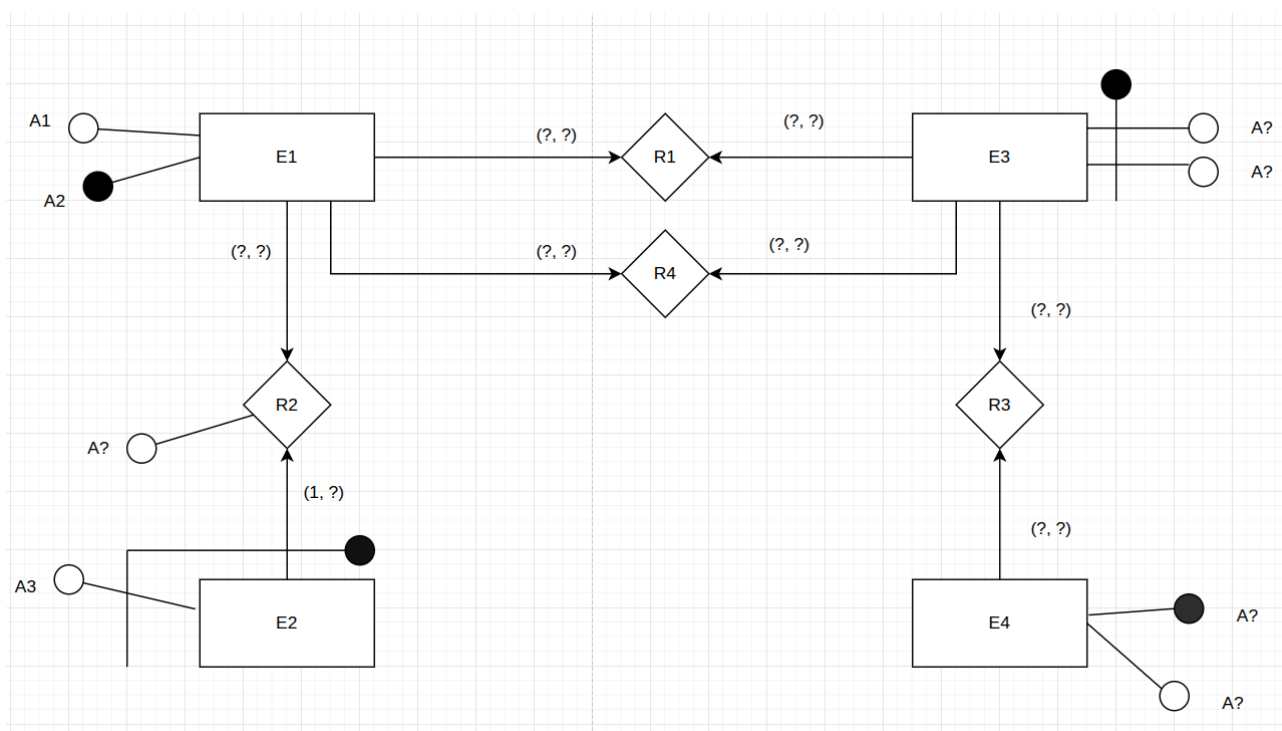 A1
E1
(?, ?)
R1
(?, ?)
E3
A?
A?
A2
(?, ?)
(?, ?)
R4
(?, ?)
(?, ?)
R2
R3
A?
(1, ?)
(?, ?)
A3
E2
E4
A?
A?